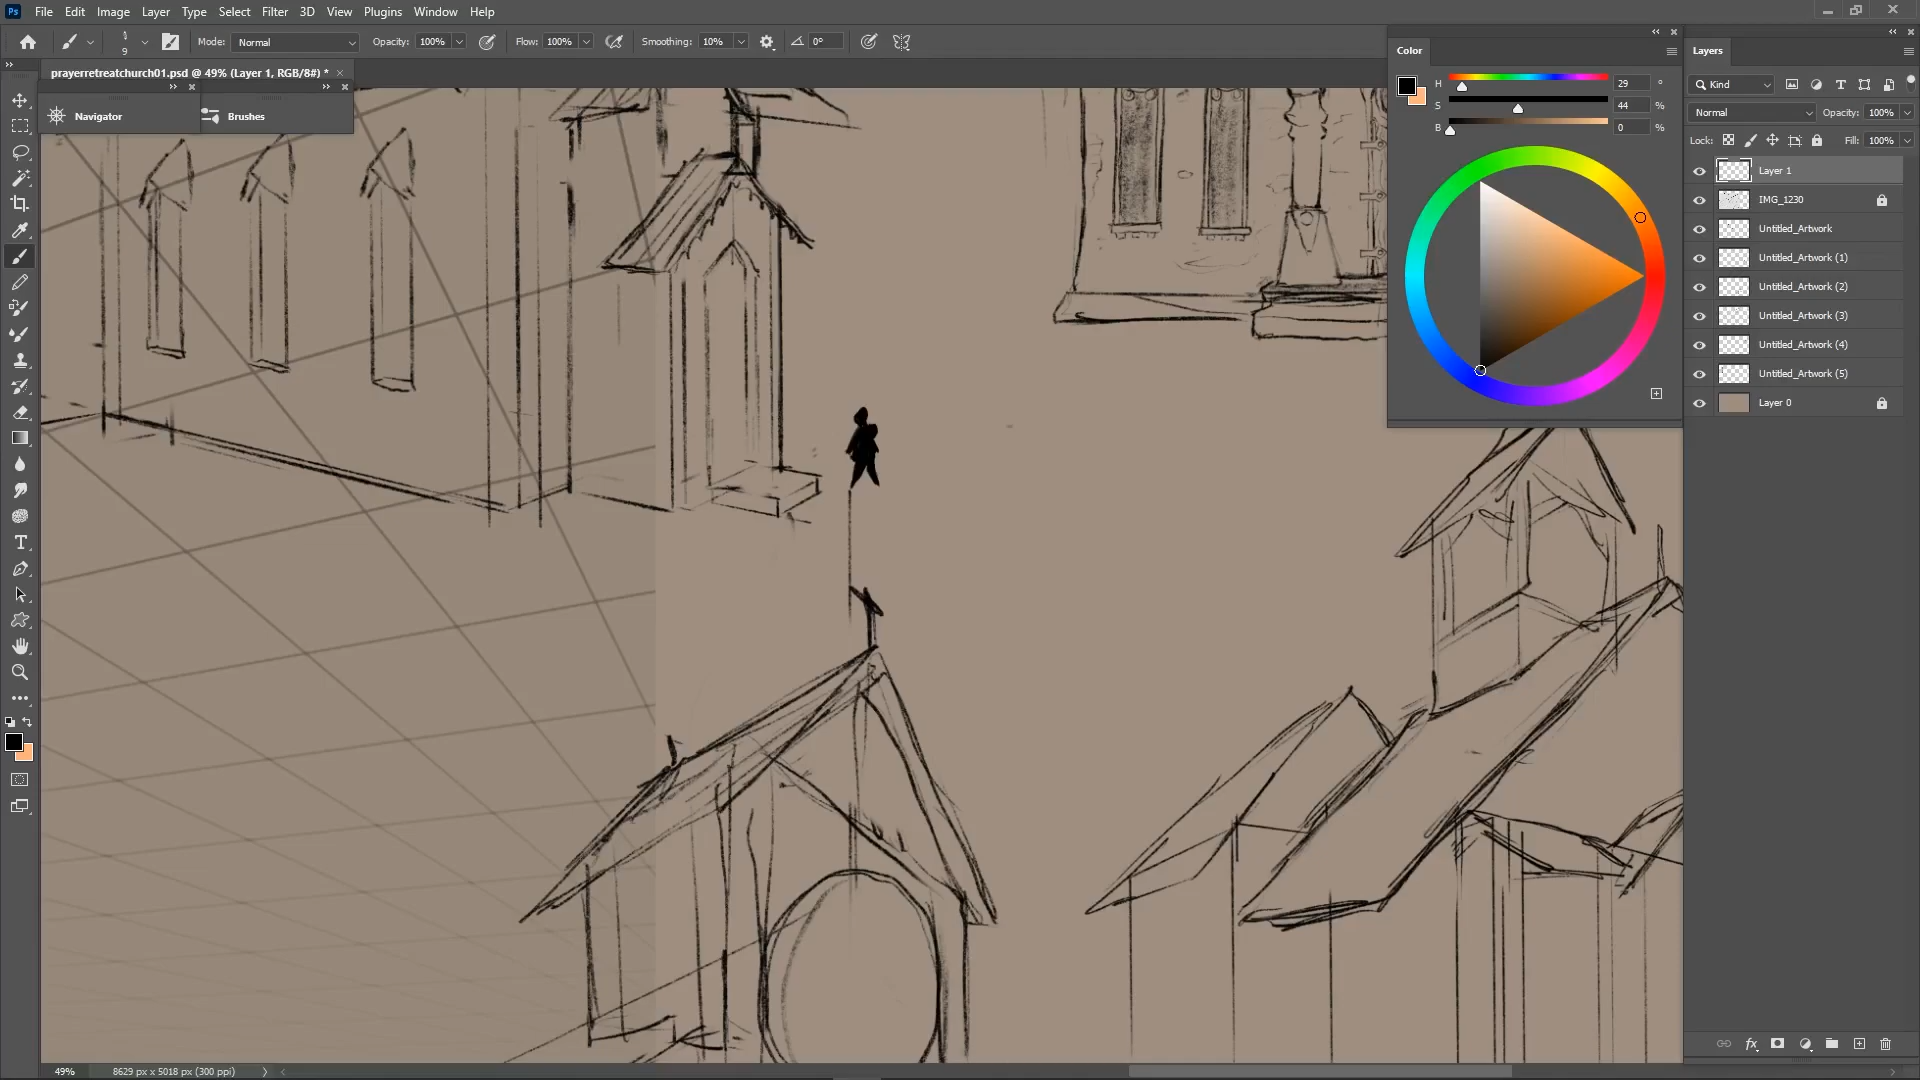 Ps File Edit Image Layer Type Select Filter 3D View Plugins Window Help
9 Mode: Normal Opacity: 100% Flow: 100% Smoothing: 10% 0°
prayerretreatchurch01.psd @ 49% (Layer 1, RGB/8#) * ×
Navigator
Brushes
Color
H 29 °
S 44 %
B 0 %
Layers
Kind
Normal Opacity: 100%
Lock: Fill: 100%
Layer 1
IMG_1230
Untitled_Artwork
Untitled_Artwork (1)
Untitled_Artwork (2)
Untitled_Artwork (3)
Untitled_Artwork (4)
Untitled_Artwork (5)
Layer 0
fx
49% 8629 px x 5018 px (300 ppi)